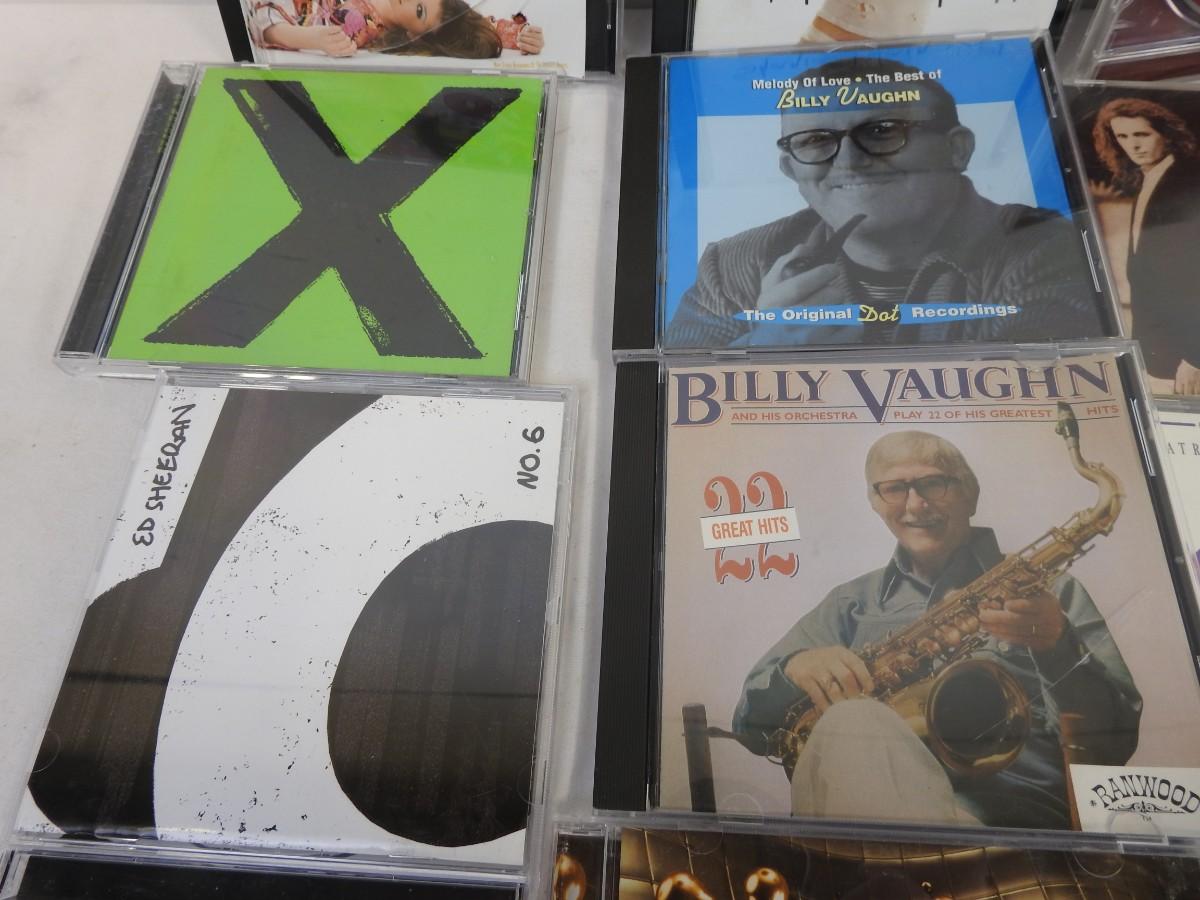 X
Melody Of Love • The Best of
BILLY VAUGHN
The Original Dot Recordings
ED SHEERAN
NO.6
BILLY VAUGHN
AND HIS ORCHESTRA PLAY 22 OF HIS GREATEST HITS
22
GREAT HITS
RANWOOD
TM